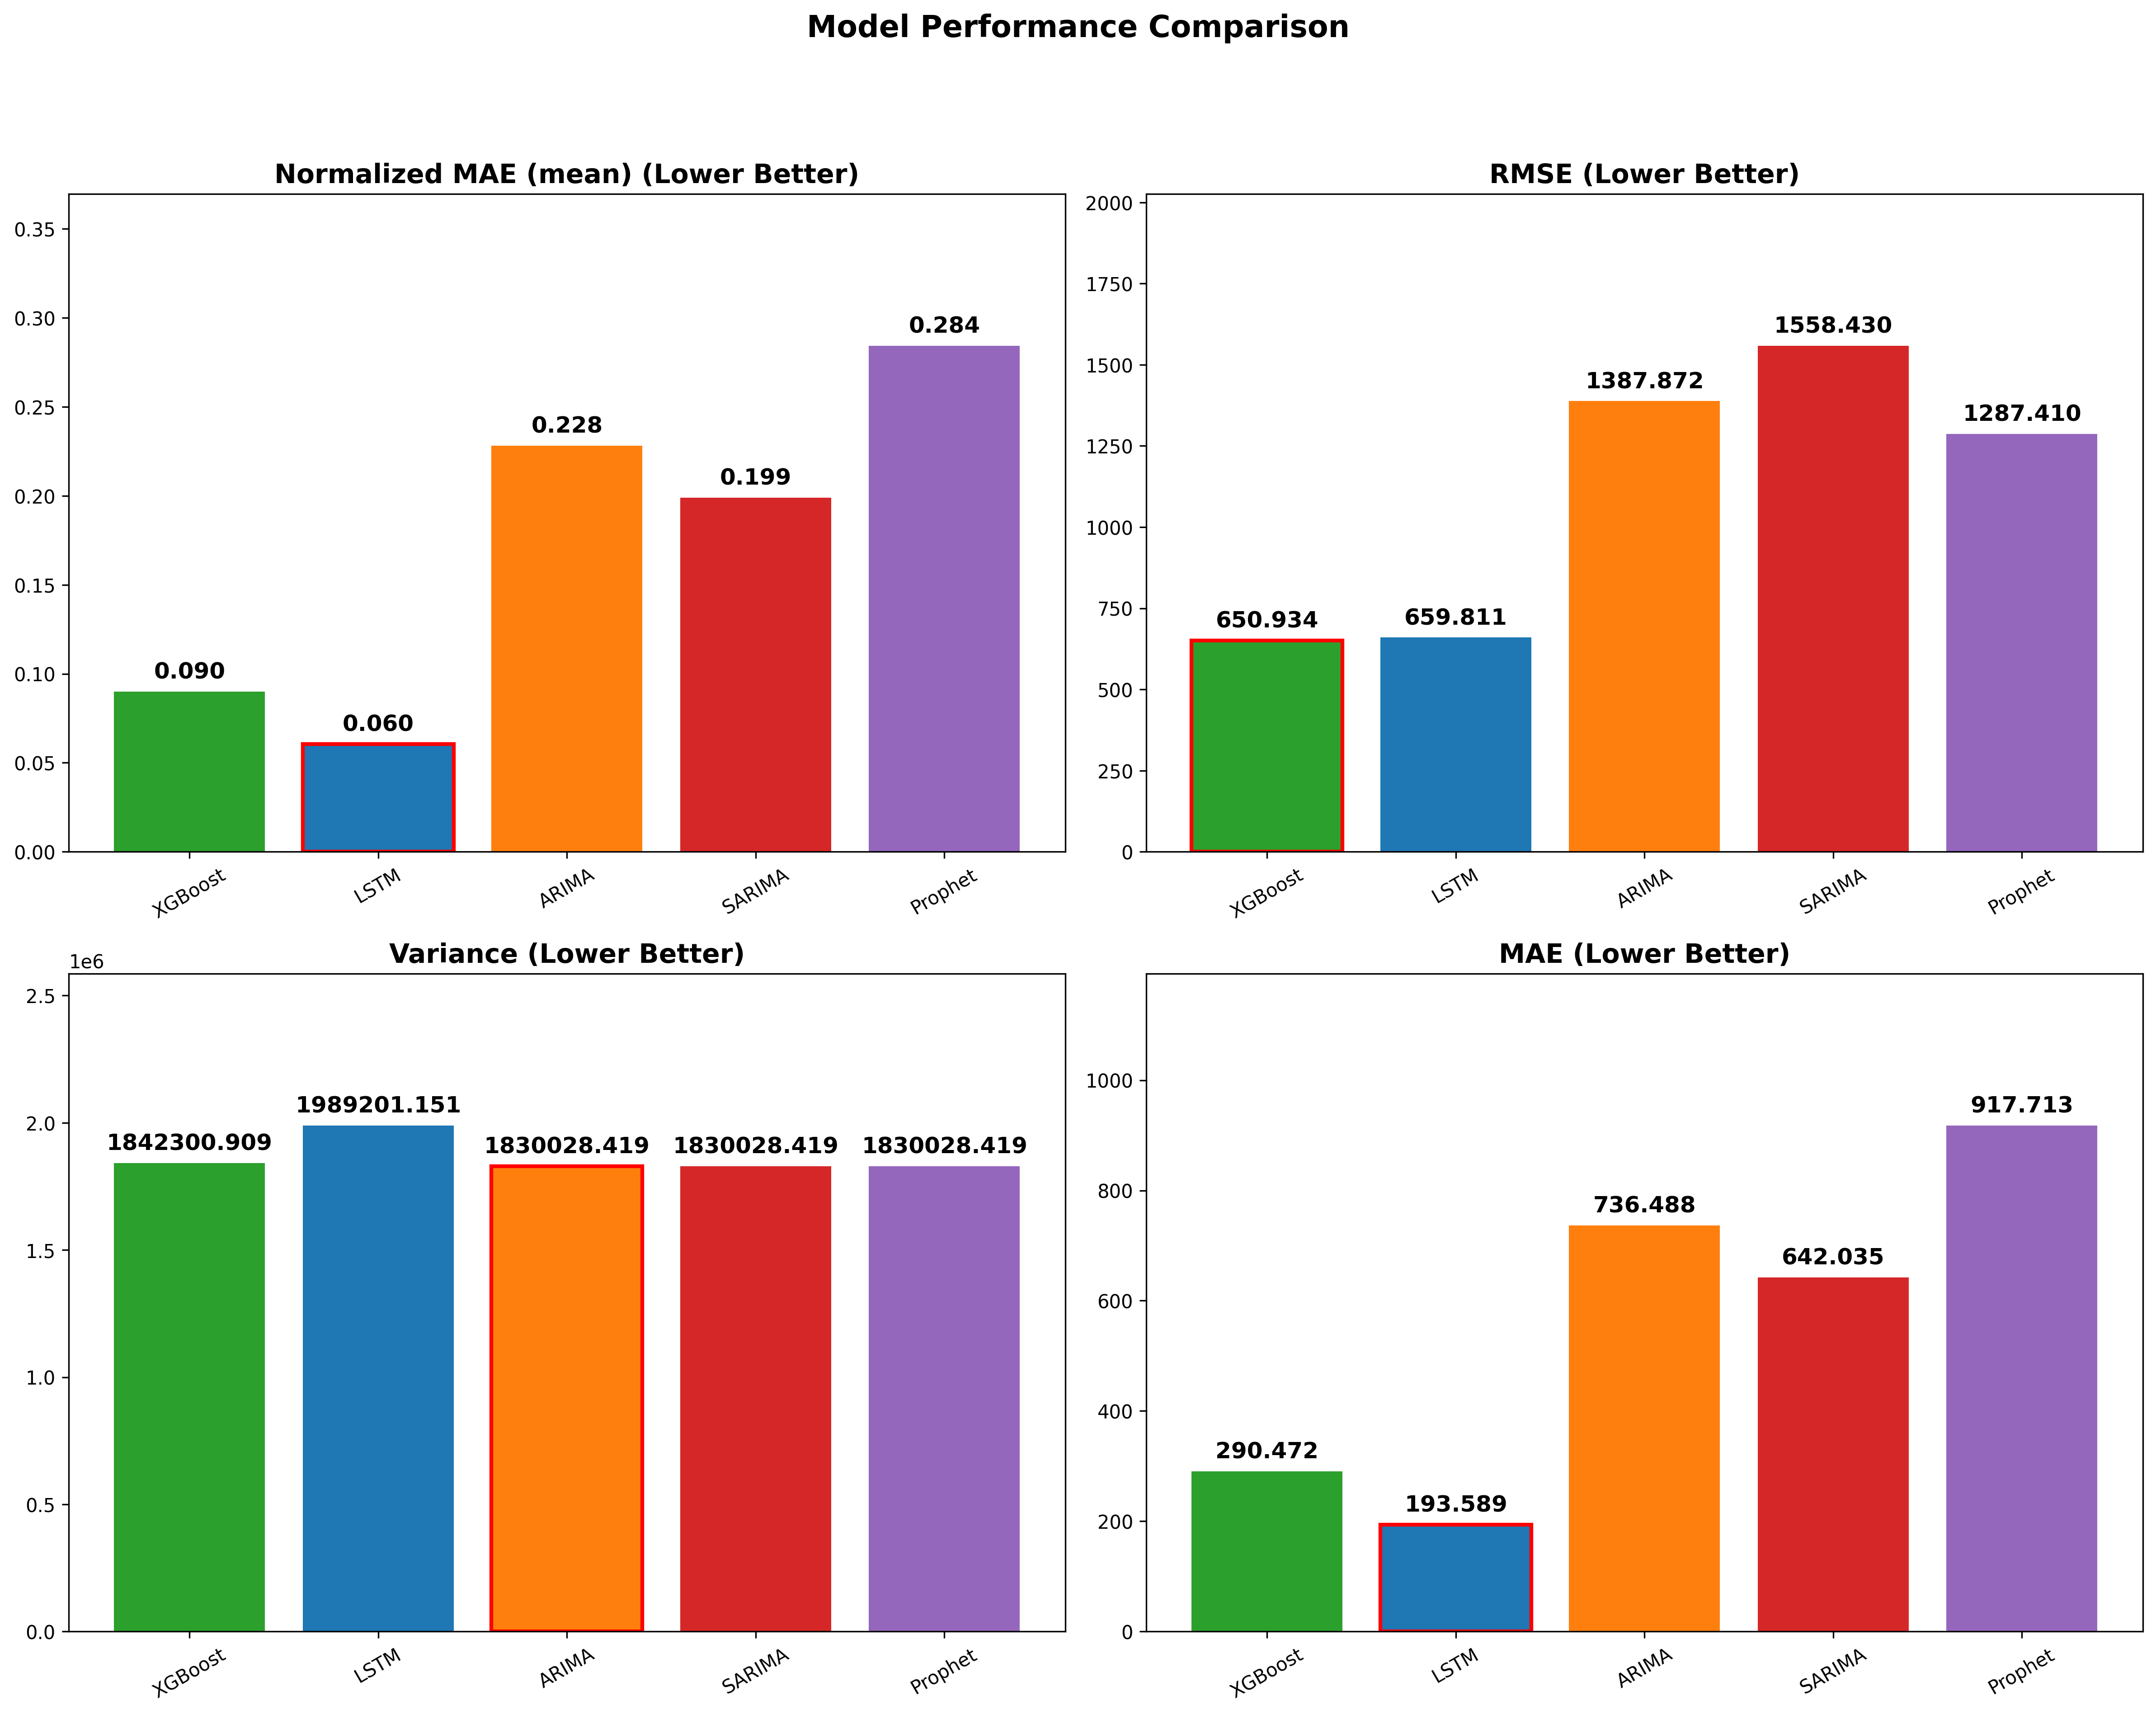 Model Performance Comparison
Normalized MAE (mean) (Lower Better)
0.35
0.30
0.25
0.20
0.15
0.10
0.05
0.00
0.090
0.060
0.228
0.199
0.284
XGBoost
LSTM
ARIMA
SARIMA
Prophet
RMSE (Lower Better)
2000
1750
1500
1250
1000
750
500
250
0
650.934
659.811
1387.872
1558.430
1287.410
XGBoost
LSTM
ARIMA
SARIMA
Prophet
Variance (Lower Better)
1e6
2.5
2.0
1.5
1.0
0.5
0.0
1842300.909
1989201.151
1830028.419
1830028.419
1830028.419
XGBoost
LSTM
ARIMA
SARIMA
Prophet
MAE (Lower Better)
1000
800
600
400
200
0
290.472
193.589
736.488
642.035
917.713
XGBoost
LSTM
ARIMA
SARIMA
Prophet